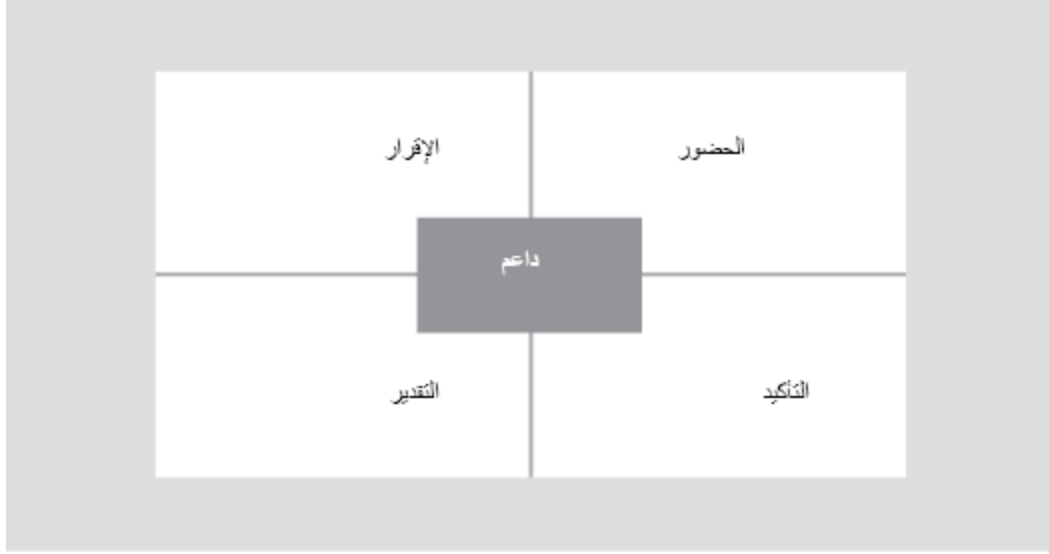 الحضور
الإقرار
داعم
التأكيد
التقدير